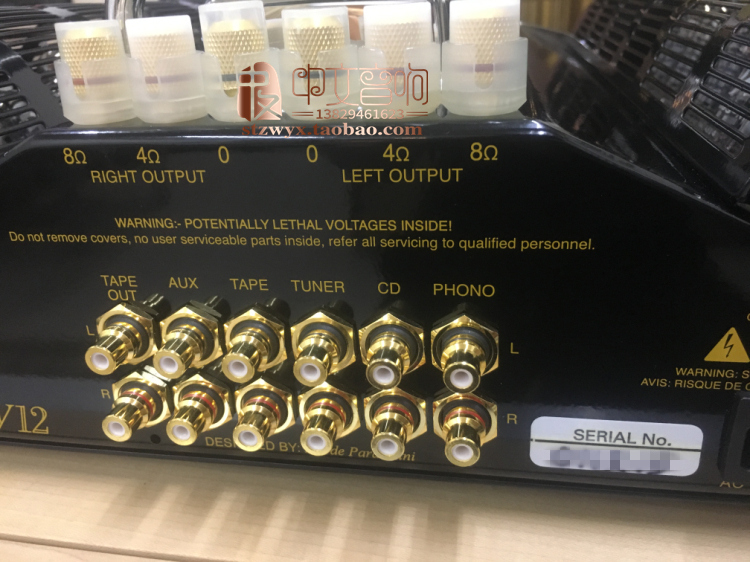 中文音响
13829461623
stzwyx.taobao.com
8Ω 4Ω 0 0 4Ω 8Ω
RIGHT OUTPUT LEFT OUTPUT
WARNING:- POTENTIALLY LETHAL VOLTAGES INSIDE!
Do not remove covers, no user serviceable parts inside, refer all servicing to qualified personnel.
TAPE OUT AUX TAPE TUNER CD PHONO
L L
WARNING: S
AVIS: RISQUE DE
R R
V12
SERIAL No.
DESIGNED BY:
AC